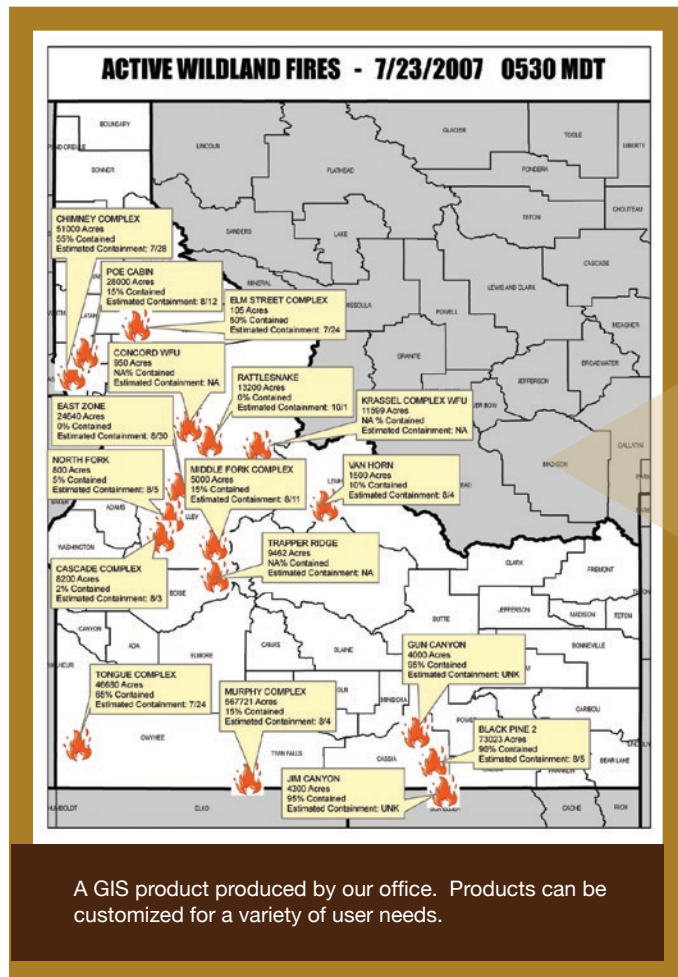 ACTIVE WILDLAND FIRES - 7/23/2007 0530 MDT
BOUNDARY
BONNER
LINCOLN
GLACIER
TOOLE
LIBERTY
FLATHEAD
PONDERA
CHOUTEAU
TETON
SANDERS
LAKE
CASCADE
MINERAL
LEWIS AND CLARK
POWELL
MEAGHER
GRANITE
BROADWATER
JEFFERSON
GALLATIN
MADISON
CHIMNEY COMPLEX
51000 Acres
55% Contained
Estimated Containment: 7/28
POE CABIN
28000 Acres
15% Contained
Estimated Containment: 8/12
ELM STREET COMPLEX
105 Acres
50% Contained
Estimated Containment: 7/24
LATAH
CONCORD WFU
950 Acres
NA% Contained
Estimated Containment: NA
RATTLESNAKE
13200 Acres
0% Contained
Estimated Containment: 10/1
KRASSEL COMPLEX WFU
11699 Acres
NA % Contained
Estimated Containment: NA
EAST ZONE
24640 Acres
0% Contained
Estimated Containment: 8/30
NORTH FORK
800 Acres
5% Contained
Estimated Containment: 8/5
MIDDLE FORK COMPLEX
5000 Acres
15% Contained
Estimated Containment: 8/11
VAN HORN
1500 Acres
10% Contained
Estimated Containment: 8/4
ADAMS
WASHINGTON
TRAPPER RIDGE
9462 Acres
NA% Contained
Estimated Containment: NA
CASCADE COMPLEX
8200 Acres
2% Contained
Estimated Containment: 8/3
BOISE
CLARK
FREMONT
JEFFERSON
MADISON
TETON
BUTTE
CANYON
ADA
ELMORE
CAMAS
BLAINE
BONNEVILLE
GUN CANYON
4000 Acres
95% Contained
Estimated Containment: UNK
TONGUE COMPLEX
46680 Acres
65% Contained
Estimated Containment: 7/24
MURPHY COMPLEX
567721 Acres
15% Contained
Estimated Containment: 8/4
MINIDOKA
CARIBOU
BLACK PINE 2
73023 Acres
90% Contained
Estimated Containment: 8/5
OWYHEE
TWIN FALLS
CASSIA
BEAR LAKE
FRANKLIN
JIM CANYON
4300 Acres
95% Contained
Estimated Containment: UNK
HUMBOLDT
ELKO
CACHE
RICH
A GIS product produced by our office. Products can be
customized for a variety of user needs.